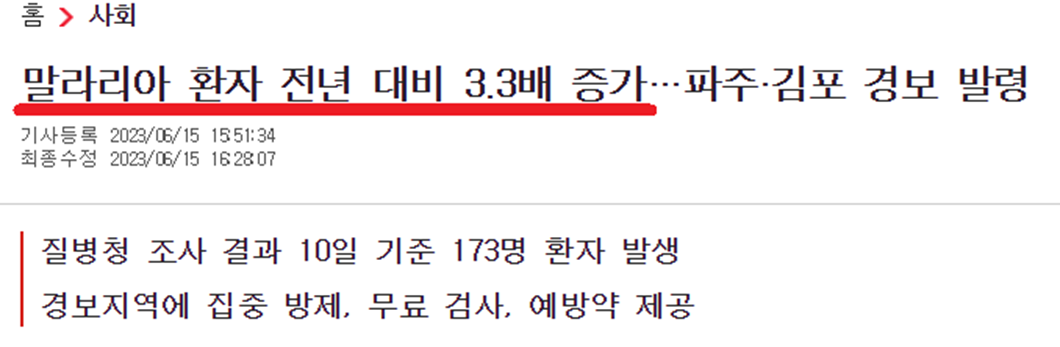 홈 > 사회
말라리아 환자 전년 대비 3.3배 증가…파주·김포 경보 발령
기사등록 2023/06/15 15:51:34
최종수정 2023/06/15 16:28:07
질병청 조사 결과 10일 기준 173명 환자 발생
경보지역에 집중 방제, 무료 검사, 예방약 제공